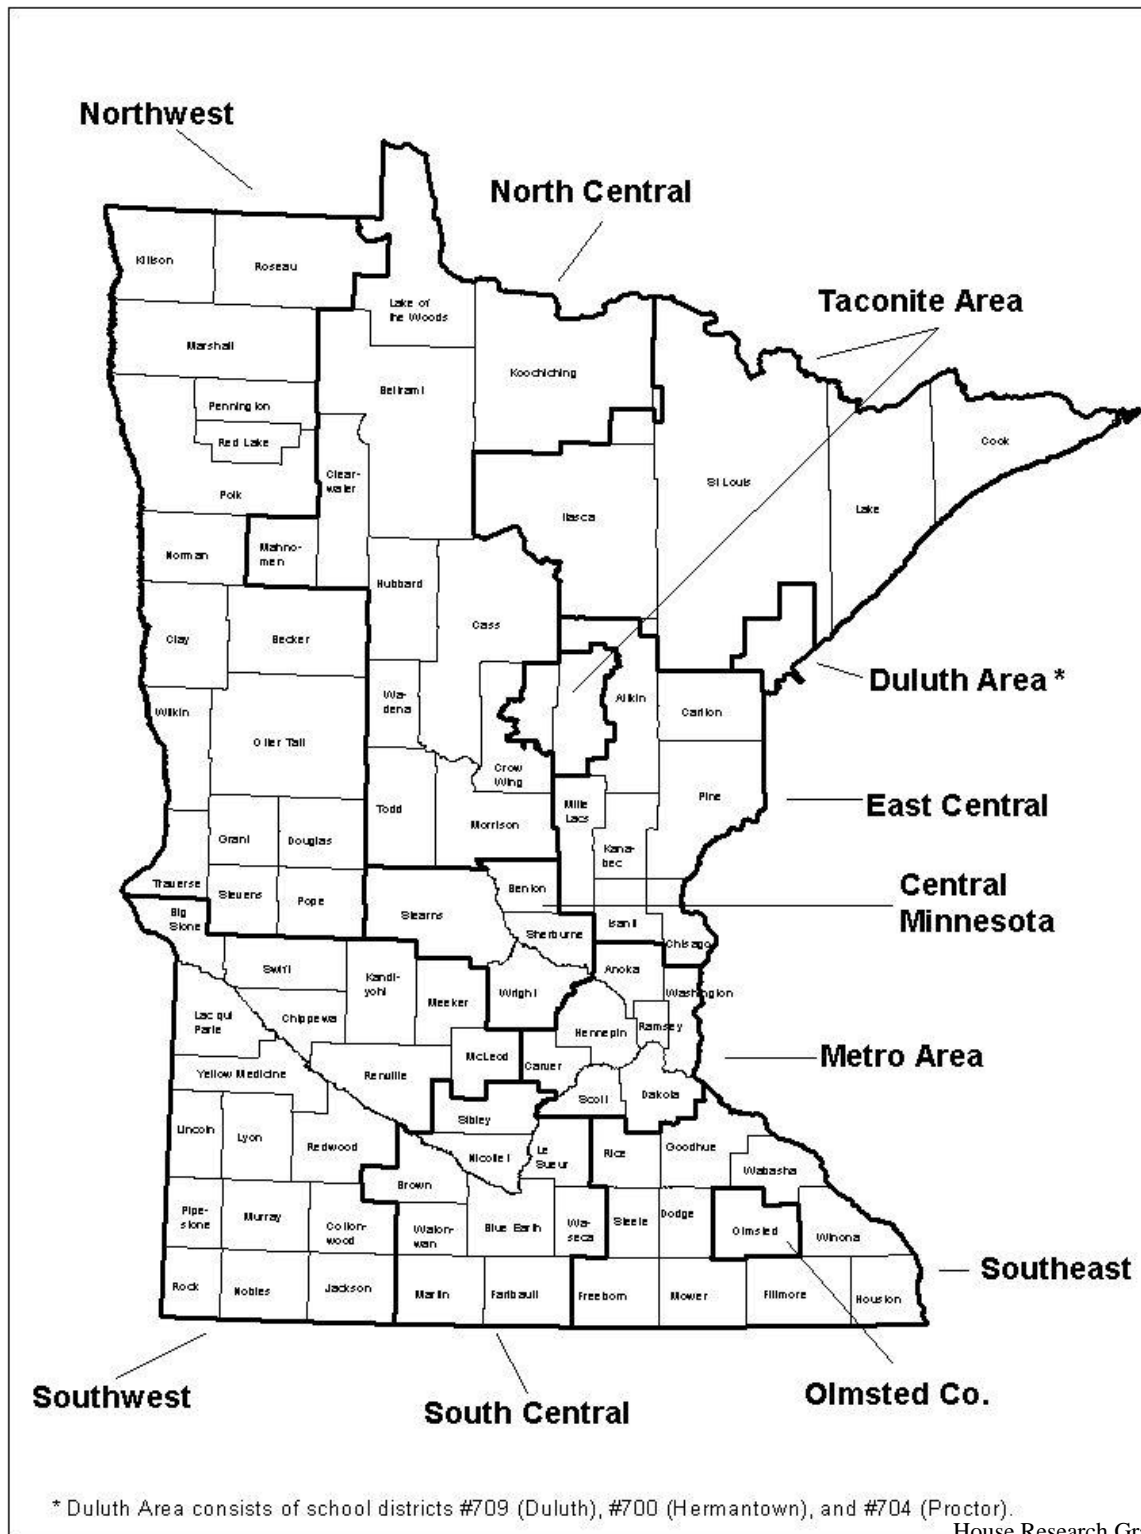 Northwest
North Central
Taconite Area
Kittson
Roseau
Lake of
the Woods
Marshall
Koochiching
Beltrami
Pennington
Red Lake
Cook
Clear-
water
St Louis
Polk
Lake
Itasca
Norman
Mahno-
men
Hubbard
Cass
Clay
Becker
Duluth Area *
Wa-
dena
Aitkin
Carlton
Wilkin
Otter Tail
Crow
Wing
Pine
East Central
Todd
Mille
Lacs
Morrison
Grant
Douglas
Kana-
bec
Traverse
Stevens
Pope
Benton
Central
Minnesota
Big
Stone
Stearns
Isanti
Sherburne
Chisago
Swift
Kandi-
yohi
Anoka
Meeker
Wright
Washington
Lac qui
Parle
Chippewa
Hennepin
Ramsey
McLeod
Carver
Metro Area
Yellow Medicine
Renville
Scott
Dakota
Sibley
Lincoln
Lyon
Redwood
Nicollet
Le
Sueur
Rice
Goodhue
Wabasha
Brown
Pipe-
stone
Murray
Cotton-
wood
Waton-
wan
Blue Earth
Wa-
seca
Steele
Dodge
Olmsted
Winona
Southeast
Rock
Nobles
Jackson
Martin
Faribault
Freeborn
Mower
Fillmore
Houston
Southwest
South Central
Olmsted Co.
* Duluth Area consists of school districts #709 (Duluth), #700 (Hermantown), and #704 (Proctor).
House Research Gr